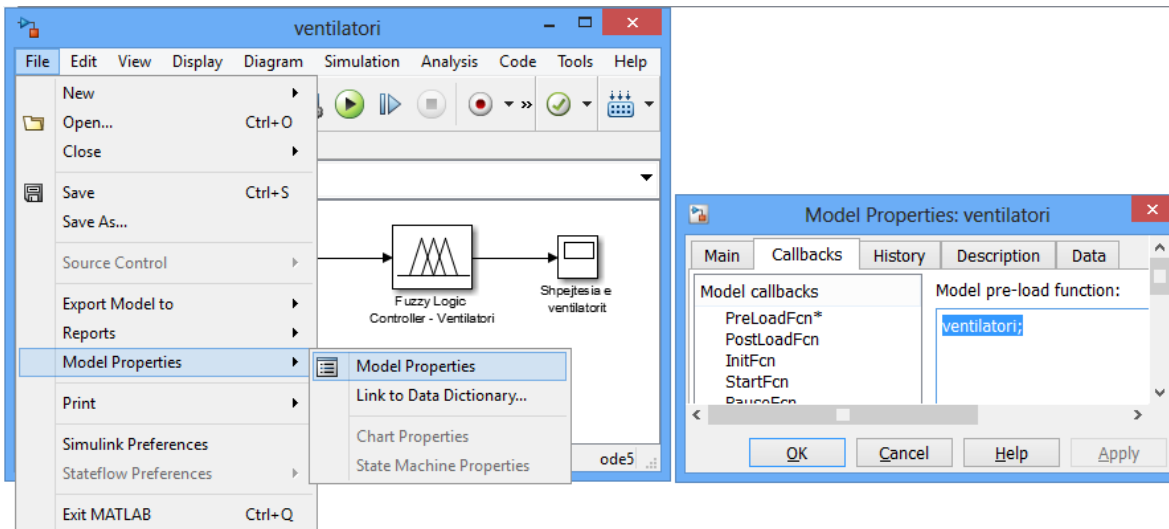 ventilatori
File Edit View Display Diagram Simulation Analysis Code Tools Help
New
Open... Ctrl+O
Close
Save Ctrl+S
Save As...
Source Control
Export Model to
Reports
Model Properties
Print
Simulink Preferences
Stateflow Preferences
Exit MATLAB Ctrl+Q
Model Properties
Link to Data Dictionary...
Chart Properties
State Machine Properties
Fuzzy Logic
Controller - Ventilatori
Shpejtesia e
ventilatorit
ode5
Model Properties: ventilatori
Main Callbacks History Description Data
Model callbacks
PreLoadFcn*
PostLoadFcn
InitFcn
StartFcn
PauseFcn
Model pre-load function:
ventilatori;
OK Cancel Help Apply